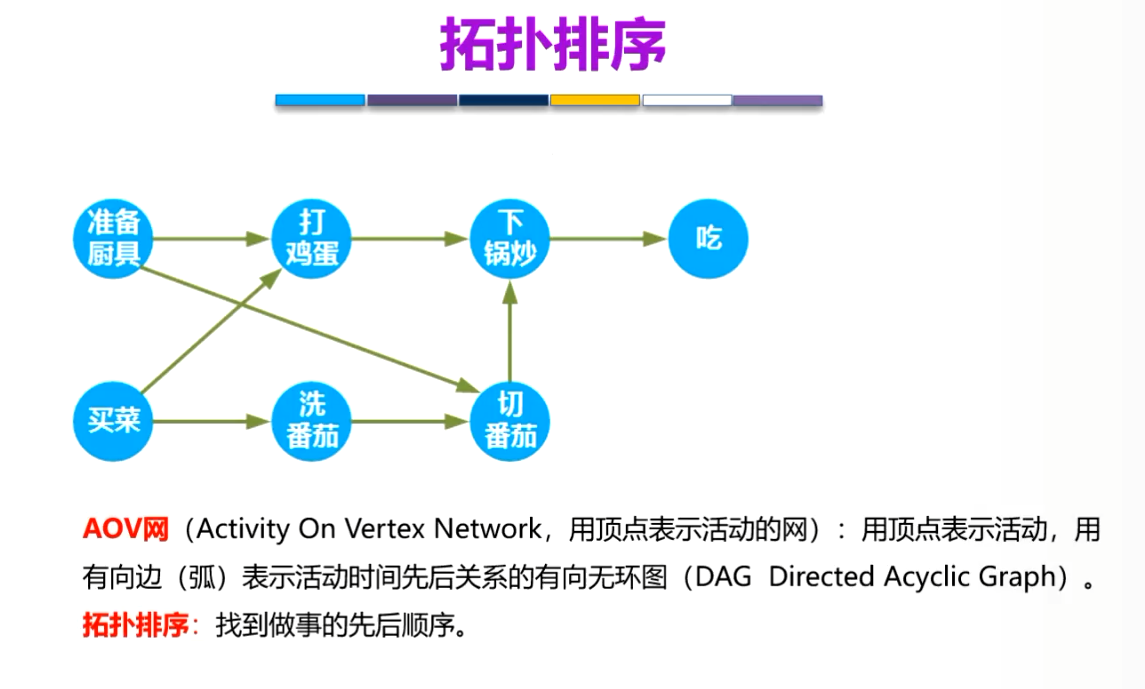 拓扑排序
准备
厨具
打
鸡蛋
下
锅炒
吃
买菜
洗
番茄
切
番茄
AOV网（Activity On Vertex Network，用顶点表示活动的网）：用顶点表示活动，用
有向边（弧）表示活动时间先后关系的有向无环图（DAG Directed Acyclic Graph）。
拓扑排序：找到做事的先后顺序。